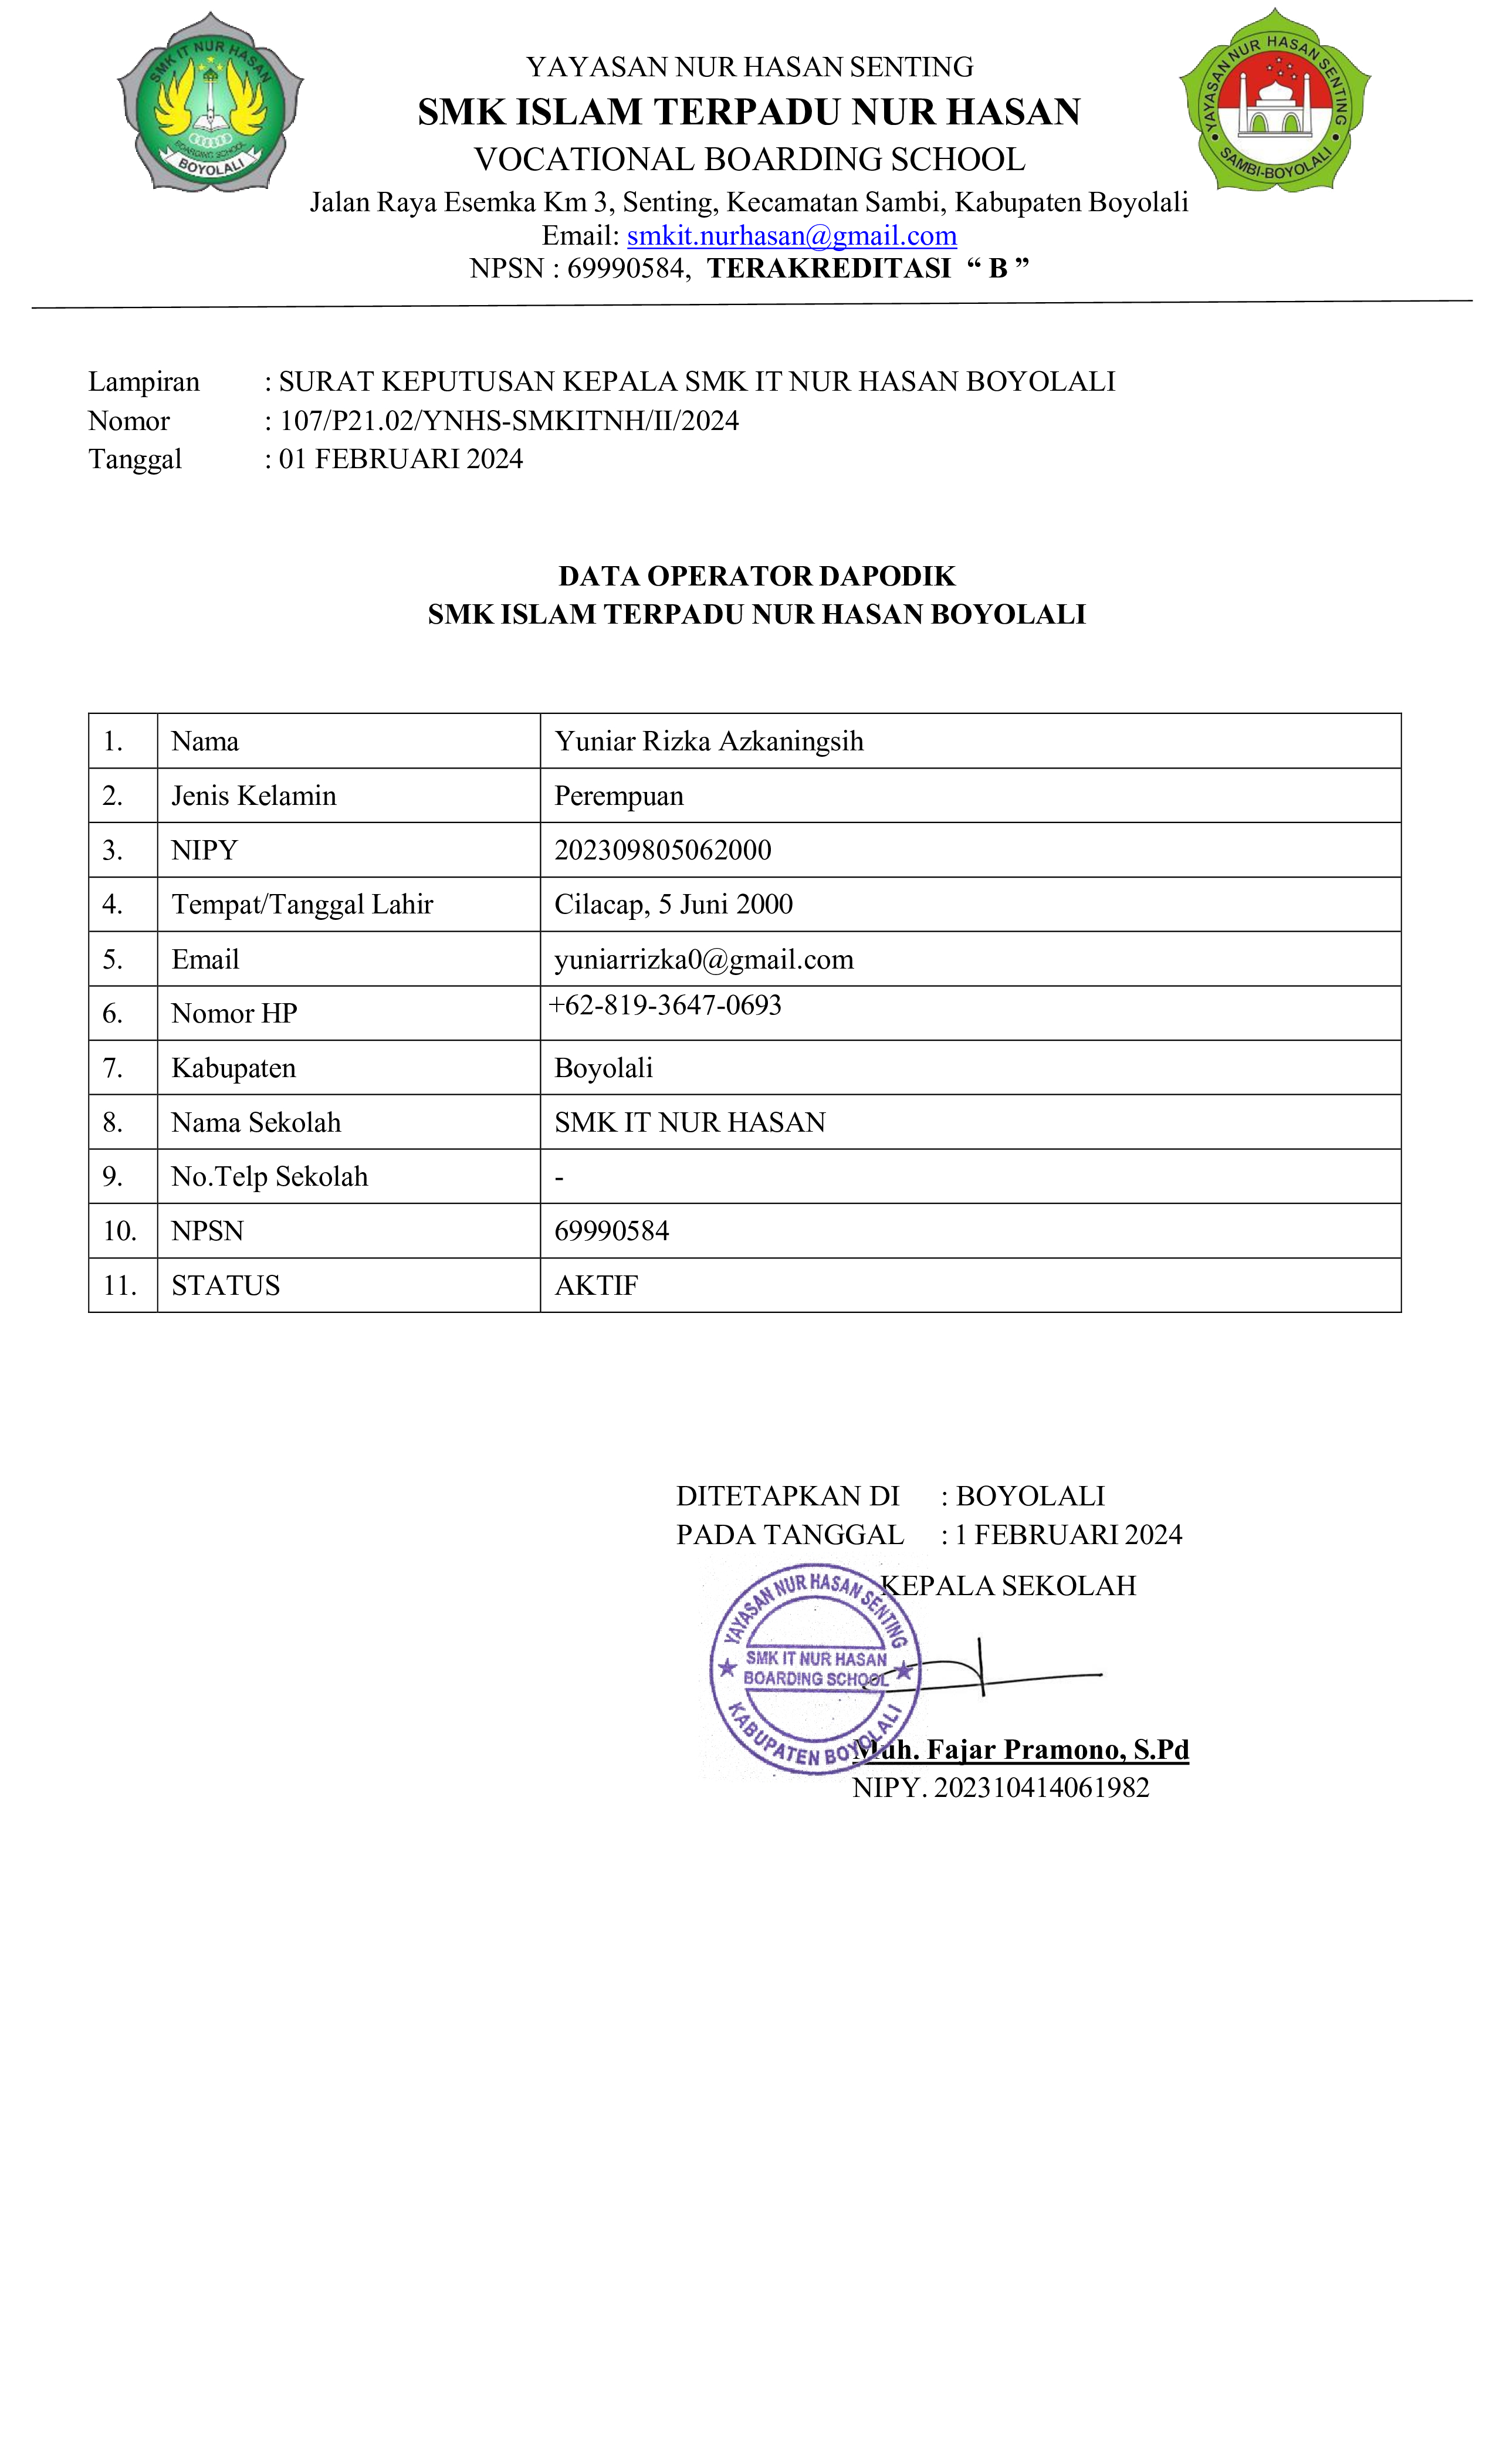 SMK IT NUR HASAN
BOARDING SCHOOL
BOYOLALI
YAYASAN NUR HASAN SENTING
SAMBI-BOYOLALI
YAYASAN NUR HASAN SENTING
SMK ISLAM TERPADU NUR HASAN
VOCATIONAL BOARDING SCHOOL
Jalan Raya Esemka Km 3, Senting, Kecamatan Sambi, Kabupaten Boyolali
Email: smkit.nurhasan@gmail.com
NPSN : 69990584, TERAKREDITASI “ B ”
Lampiran : SURAT KEPUTUSAN KEPALA SMK IT NUR HASAN BOYOLALI
Nomor : 107/P21.02/YNHS-SMKITNH/II/2024
Tanggal : 01 FEBRUARI 2024
DATA OPERATOR DAPODIK
SMK ISLAM TERPADU NUR HASAN BOYOLALI
1. Nama Yuniar Rizka Azkaningsih
2. Jenis Kelamin Perempuan
3. NIPY 202309805062000
4. Tempat/Tanggal Lahir Cilacap, 5 Juni 2000
5. Email yuniarrizka0@gmail.com
6. Nomor HP +62-819-3647-0693
7. Kabupaten Boyolali
8. Nama Sekolah SMK IT NUR HASAN
9. No.Telp Sekolah -
10. NPSN 69990584
11. STATUS AKTIF
DITETAPKAN DI : BOYOLALI
PADA TANGGAL : 1 FEBRUARI 2024
KEPALA SEKOLAH
YAYASAN NUR HASAN SENTING
SMK IT NUR HASAN
BOARDING SCHOOL
KABUPATEN BOYOLALI
Muh. Fajar Pramono, S.Pd
NIPY. 202310414061982